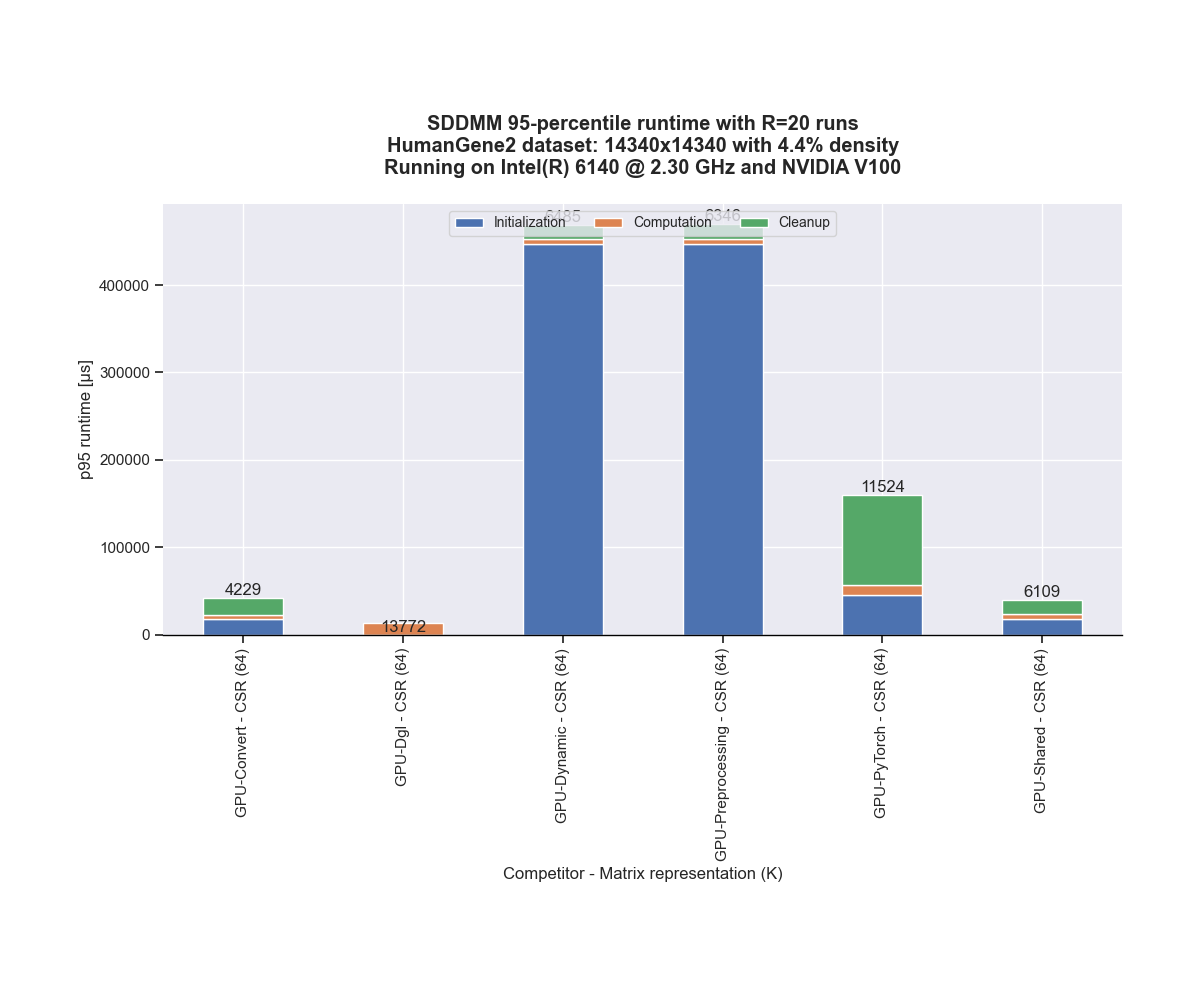 SDDMM 95-percentile runtime with R=20 runs
HumanGene2 dataset: 14340x14340 with 4.4% density
Running on Intel(R) 6140 @ 2.30 GHz and NVIDIA V100
6485 6346
Initialization Computation Cleanup
400000
300000
200000
100000
0
p95 runtime [µs]
4229
13772
11524
6109
GPU-Convert - CSR (64)
GPU-Dgl - CSR (64)
GPU-Dynamic - CSR (64)
GPU-Preprocessing - CSR (64)
GPU-PyTorch - CSR (64)
GPU-Shared - CSR (64)
Competitor - Matrix representation (K)